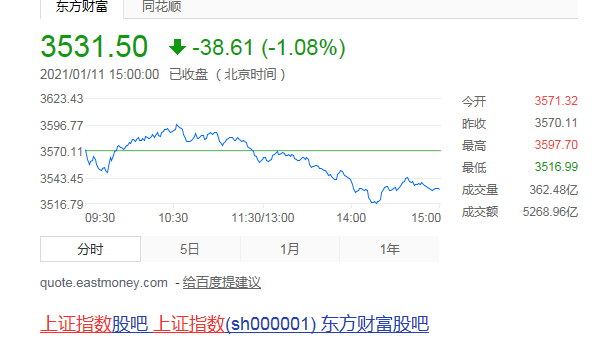 东方财富 同花顺
3531.50 -38.61 (-1.08%)
2021/01/11 15:00:00 已收盘 ( 北京时间 )
3623.43
3596.77
3570.11
3543.45
3516.79
09:30 10:30 11:30/13:00 14:00 15:00
今开 3571.32
昨收 3570.11
最高 3597.70
最低 3516.99
成交量 362.48亿
成交额 5268.96亿
分时 5日 1月 1年
quote.eastmoney.com - 给百度提建议
上证指数股吧_上证指数(sh000001)_东方财富股吧